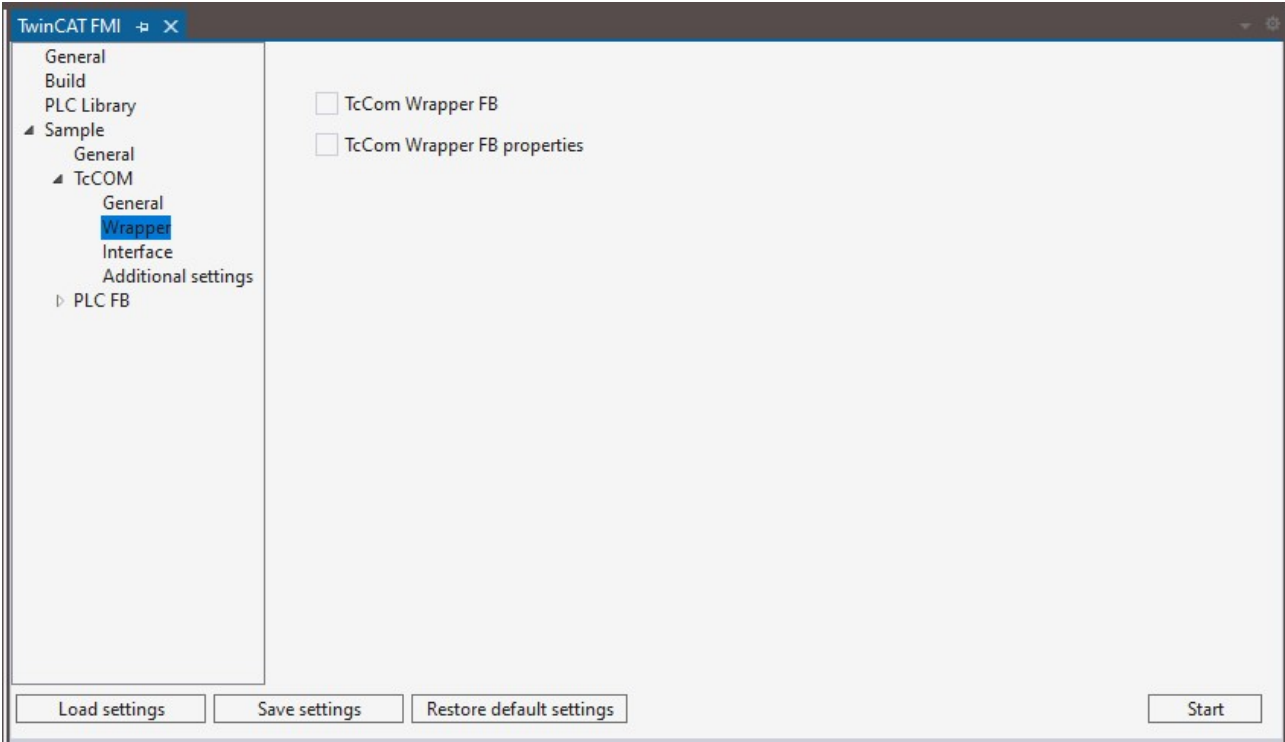 TwinCAT FMI
General
Build
PLC Library
Sample
General
TcCOM
General
Wrapper
Interface
Additional settings
PLC FB
TcCom Wrapper FB
TcCom Wrapper FB properties
Load settings
Save settings
Restore default settings
Start